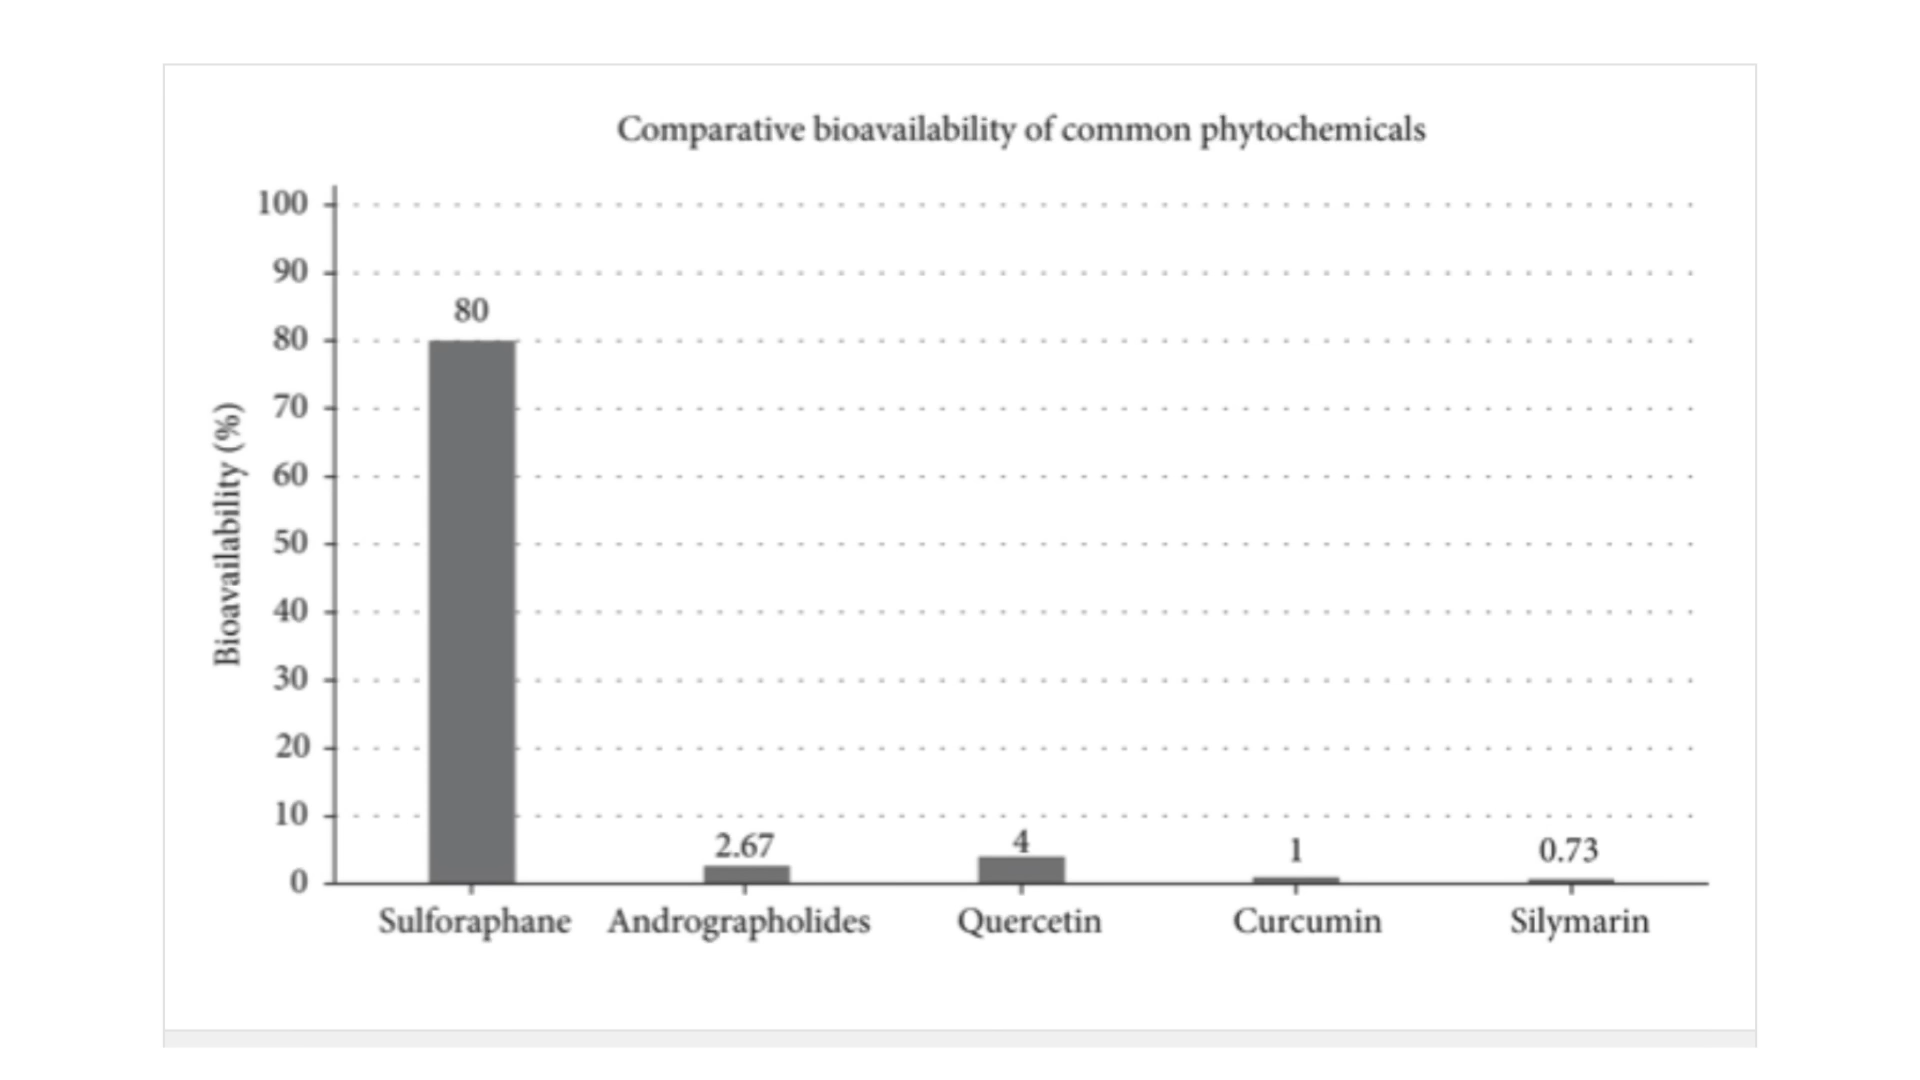 Comparative bioavailability of common phytochemicals
Bioavailability (%)
100
90
80
70
60
50
40
30
20
10
0
80
2.67
4
1
0.73
Sulforaphane
Andrographolides
Quercetin
Curcumin
Silymarin